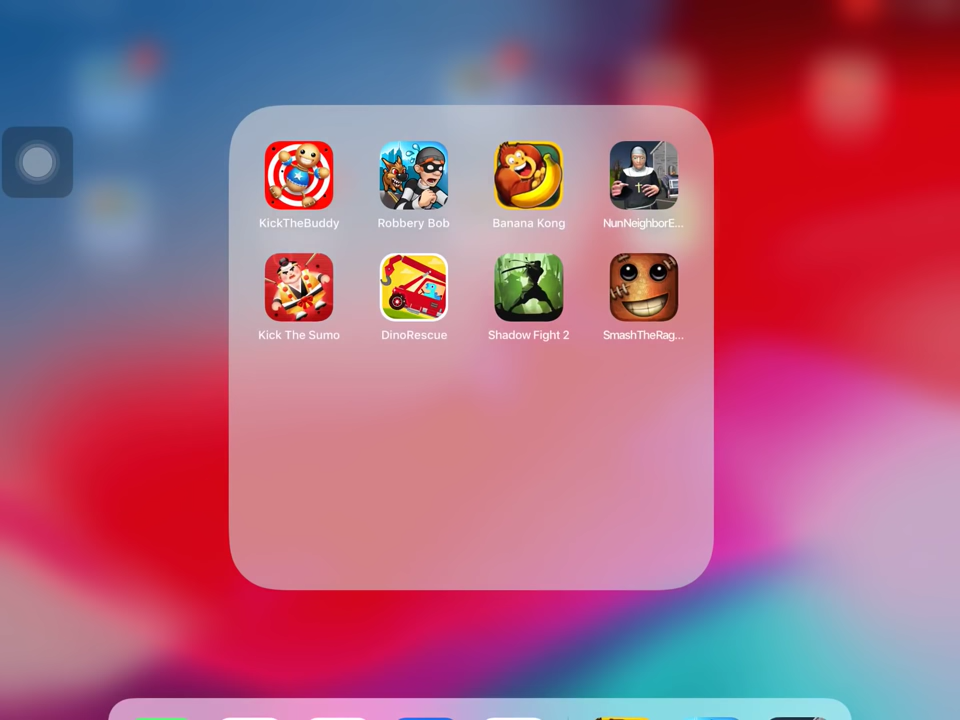 KickTheBuddy
Robbery Bob
Banana Kong
NunNeighborE...
Kick The Sumo
DinoRescue
Shadow Fight 2
SmashTheRag...